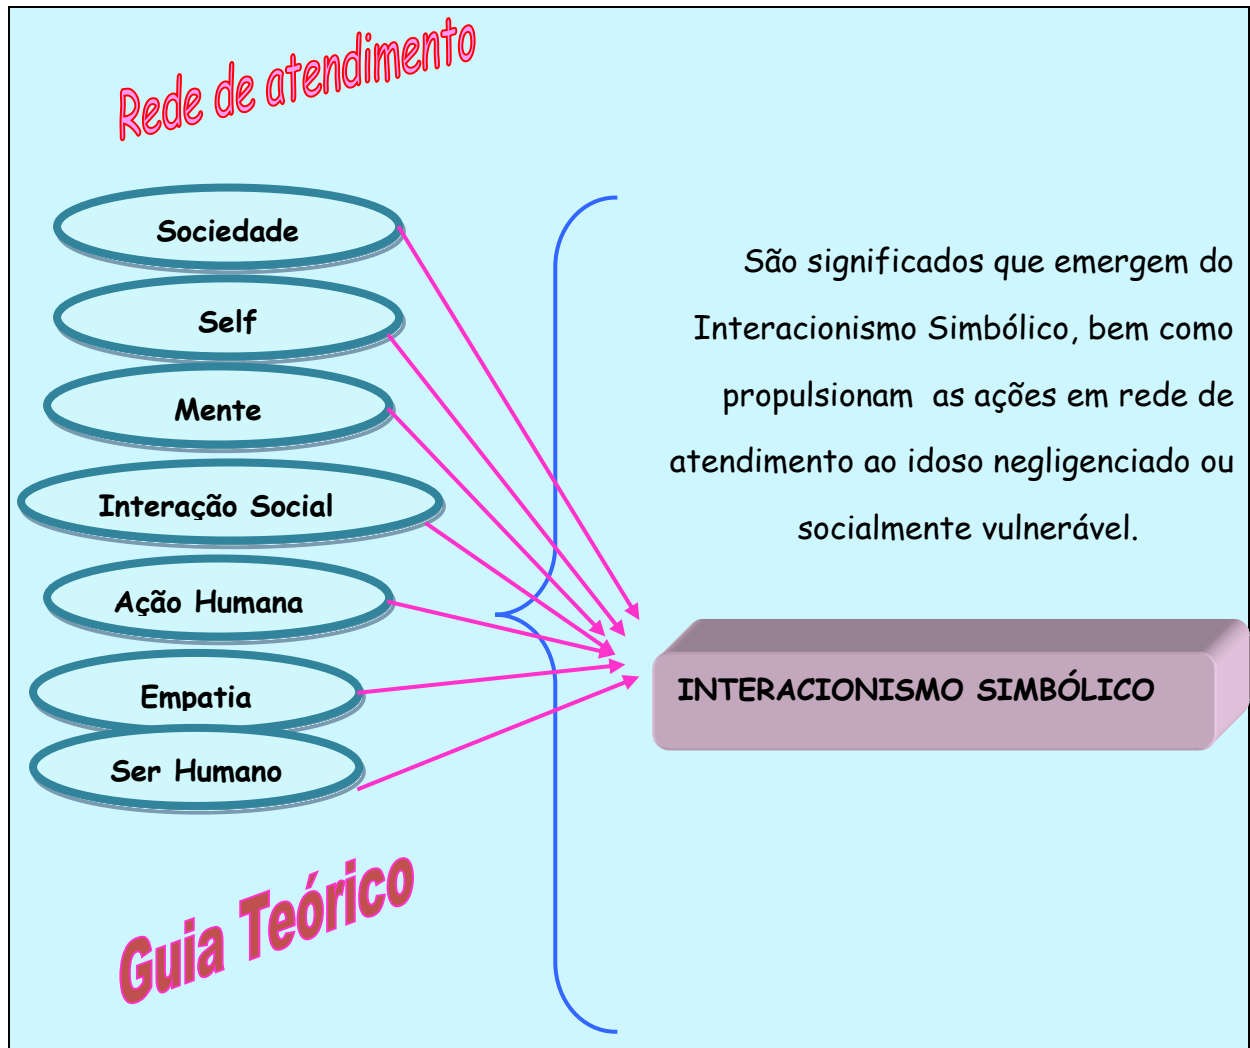 Rede de atendimento
Sociedade
Self
Mente
Interação Social
Ação Humana
Empatia
Ser Humano
São significados que emergem do
Interacionismo Simbólico, bem como
propulsionam as ações em rede de
atendimento ao idoso negligenciado ou
socialmente vulnerável.
INTERACIONISMO SIMBÓLICO
Guia Teórico